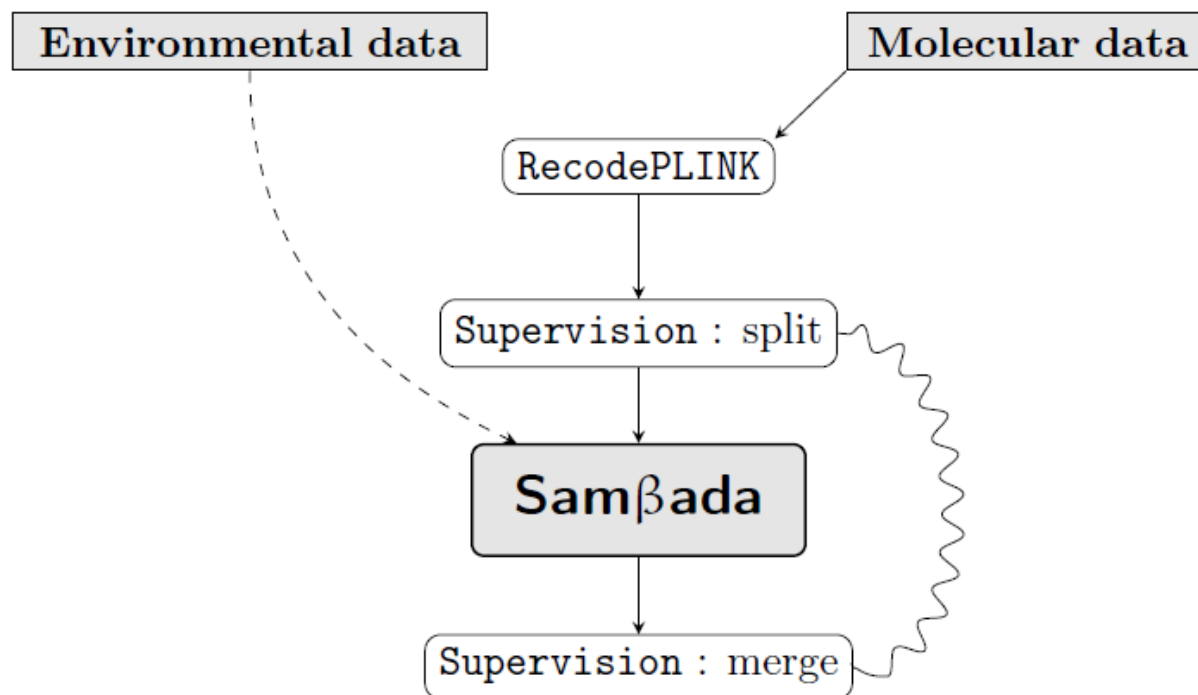 Environmental data
Molecular data
RecodePLINK
Supervision : split
Samβada
Supervision : merge